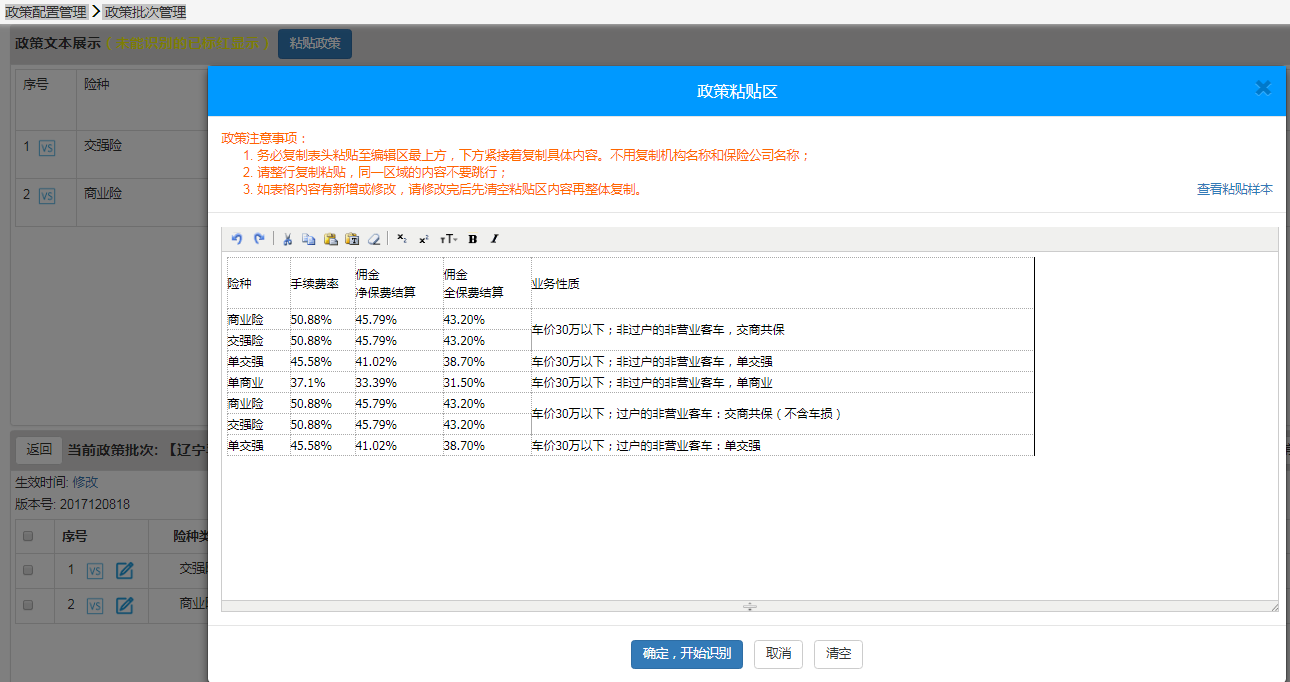 政策配置管理 > 政策批次管理
政策文本展示（未能识别的已标红显示） 粘贴政策
序号 险种
1 VS 交强险
2 VS 商业险
返回 当前政策批次:【辽宁
生效时间: 修改
版本号: 2017120818
序号 险种类
1 VS 交强
2 VS 商业
政策粘贴区
政策注意事项：
1. 务必复制表头粘贴至编辑区最上方，下方紧接着复制具体内容。不用复制机构名称和保险公司名称；
2. 请整行复制粘贴，同一区域的内容不要跳行；
3. 如表格内容有新增或修改，请修改完后先清空粘贴区内容再整体复制。
查看粘贴样本
险种 手续费率 佣金 净保费结算 佣金 全保费结算 业务性质
商业险 50.88% 45.79% 43.20% 车价30万以下；非过户的非营业客车，交商共保
交强险 50.88% 45.79% 43.20%
单交强 45.58% 41.02% 38.70% 车价30万以下；非过户的非营业客车，单交强
单商业 37.1% 33.39% 31.50% 车价30万以下；非过户的非营业客车，单商业
商业险 50.88% 45.79% 43.20% 车价30万以下；过户的非营业客车；交商共保（不含车损）
交强险 50.88% 45.79% 43.20%
单交强 45.58% 41.02% 38.70% 车价30万以下；过户的非营业客车；单交强
确定，开始识别 取消 清空